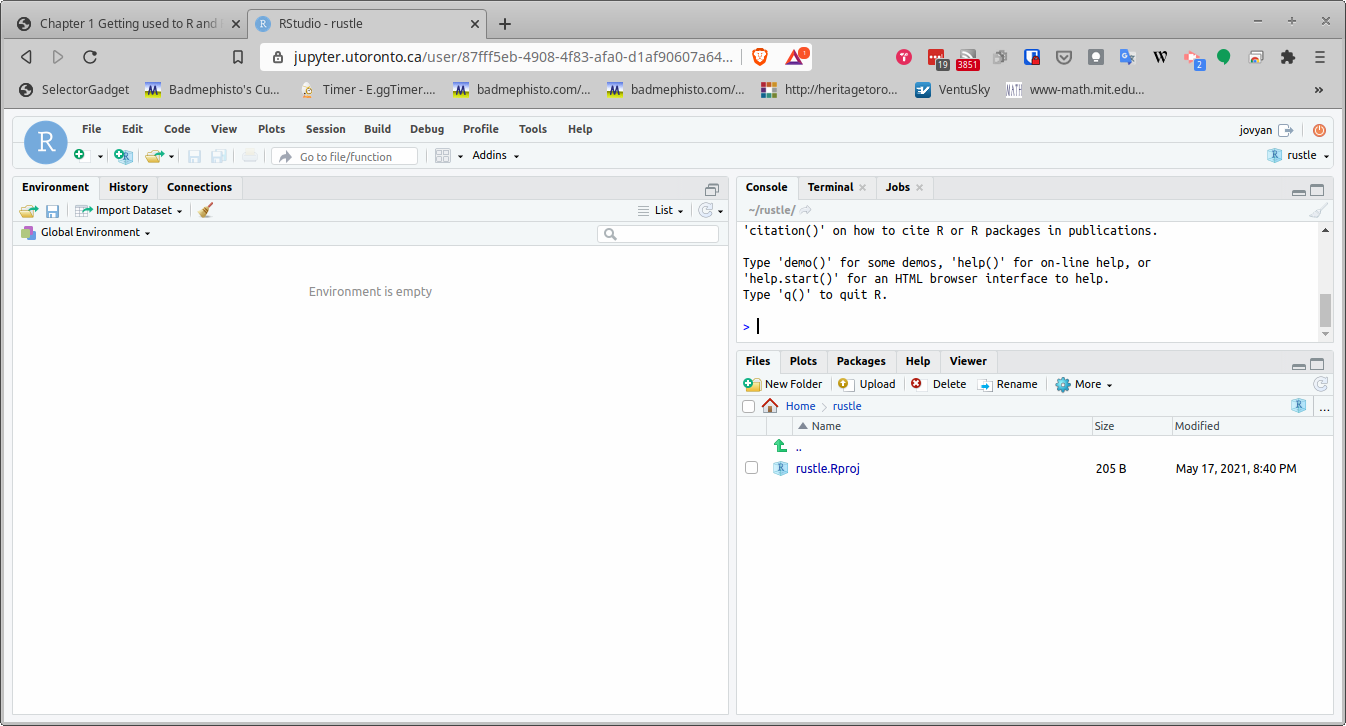 Chapter 1 Getting used to R and
RStudio - rustle
jupyter.utoronto.ca/user/87fff5eb-4908-4f83-afa0-d1af90607a64...
1
19
3851
W
2
SelectorGadget
Badmephisto's Cu...
Timer - E.ggTimer....
badmephisto.com/...
badmephisto.com/...
http://heritagetoro...
VentuSky
MATH
www-math.mit.edu...
»
R
File Edit Code View Plots Session Build Debug Profile Tools Help
jovyan
Go to file/function
Addins
rustle
Environment History Connections
Import Dataset
List
Global Environment
Environment is empty
Console Terminal Jobs
~/rustle/
'citation()' on how to cite R or R packages in publications.
Type 'demo()' for some demos, 'help()' for on-line help, or
'help.start()' for an HTML browser interface to help.
Type 'q()' to quit R.
>
Files Plots Packages Help Viewer
New Folder Upload Delete Rename More
Home rustle
...
Name Size Modified
..
rustle.Rproj 205 B May 17, 2021, 8:40 PM